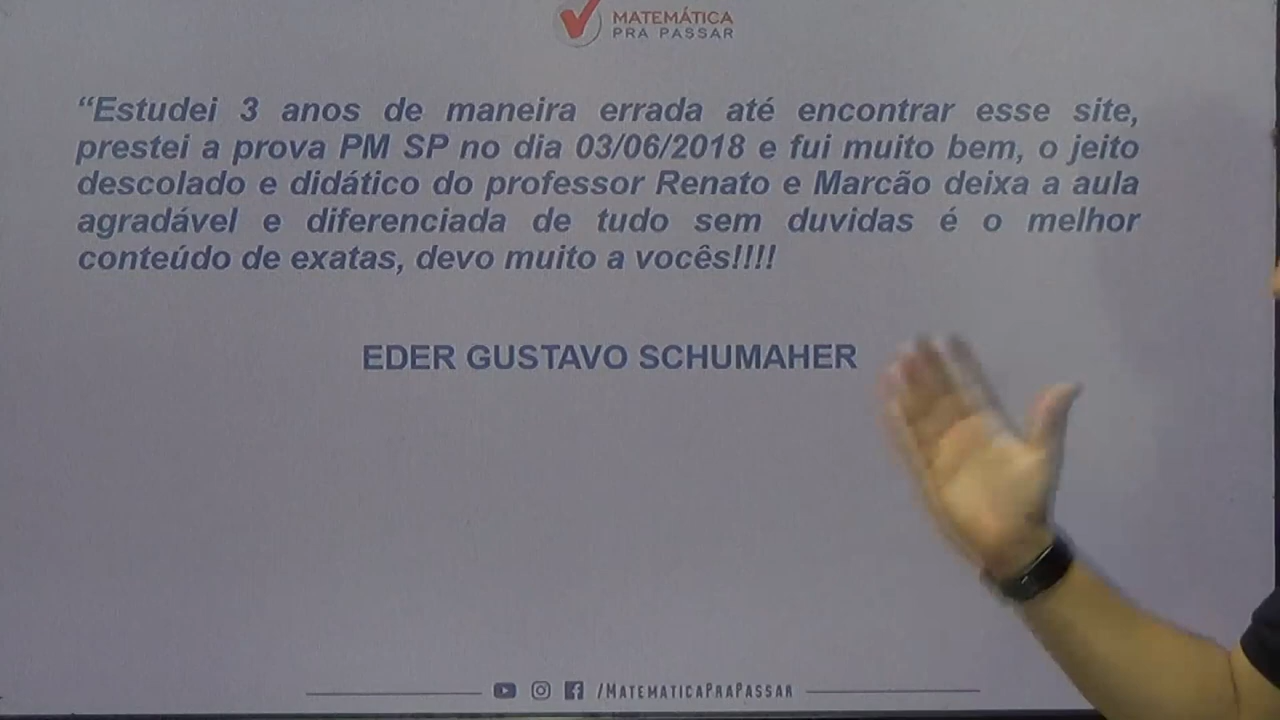 MATEMÁTICA
PRA PASSAR
“Estudei 3 anos de maneira errada até encontrar esse site,
prestei a prova PM SP no dia 03/06/2018 e fui muito bem, o jeito
descolado e didático do professor Renato e Marcão deixa a aula
agradável e diferenciada de tudo sem duvidas é o melhor
conteúdo de exatas, devo muito a vocês!!!!
EDER GUSTAVO SCHUMAHER
/MATEMATICAPRAPASSAR